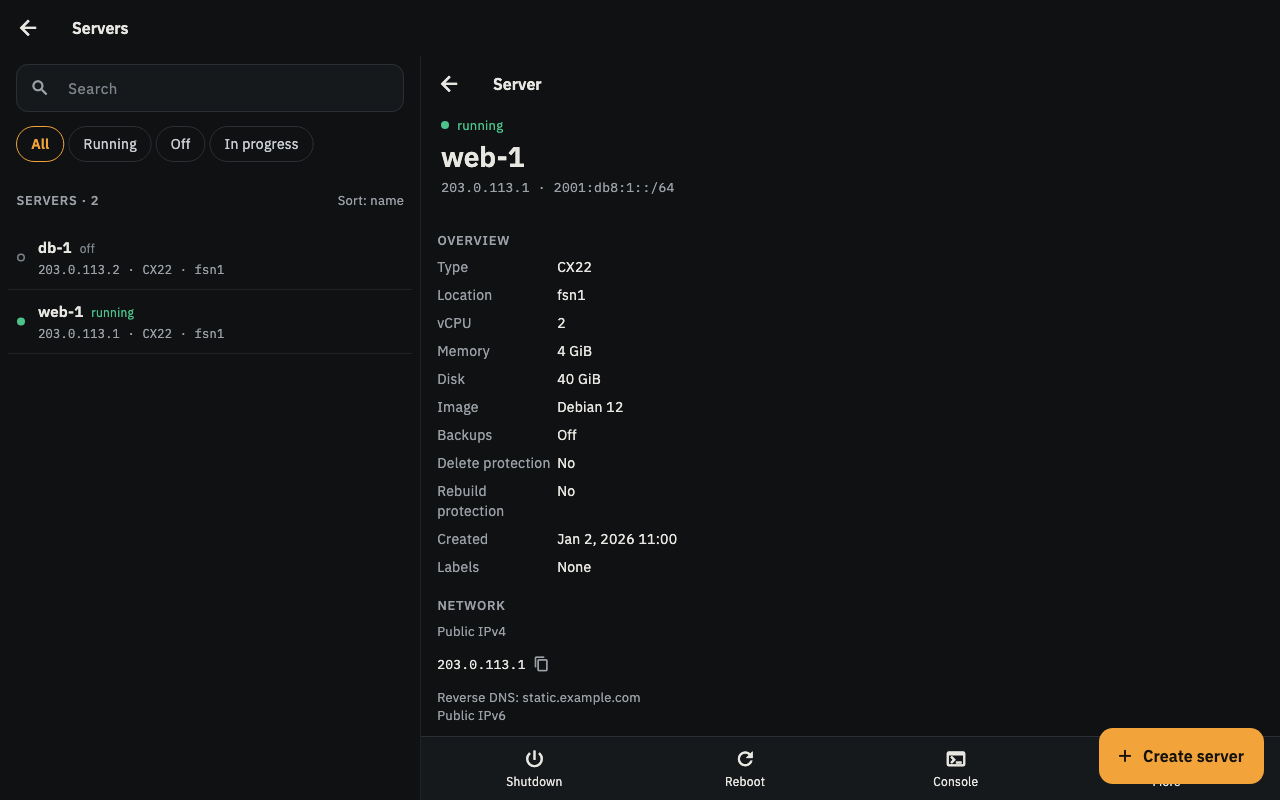 Servers
Search
All
Running
Off
In progress
SERVERS · 2
Sort: name
db-1 off
203.0.113.2 · CX22 · fsn1
web-1 running
203.0.113.1 · CX22 · fsn1
Server
running
web-1
203.0.113.1 · 2001:db8:1::/64
OVERVIEW
Type CX22
Location fsn1
vCPU 2
Memory 4 GiB
Disk 40 GiB
Image Debian 12
Backups Off
Delete protection No
Rebuild protection No
Created Jan 2, 2026 11:00
Labels None
NETWORK
Public IPv4
203.0.113.1
Reverse DNS: static.example.com
Public IPv6
Shutdown
Reboot
Console
+ Create server